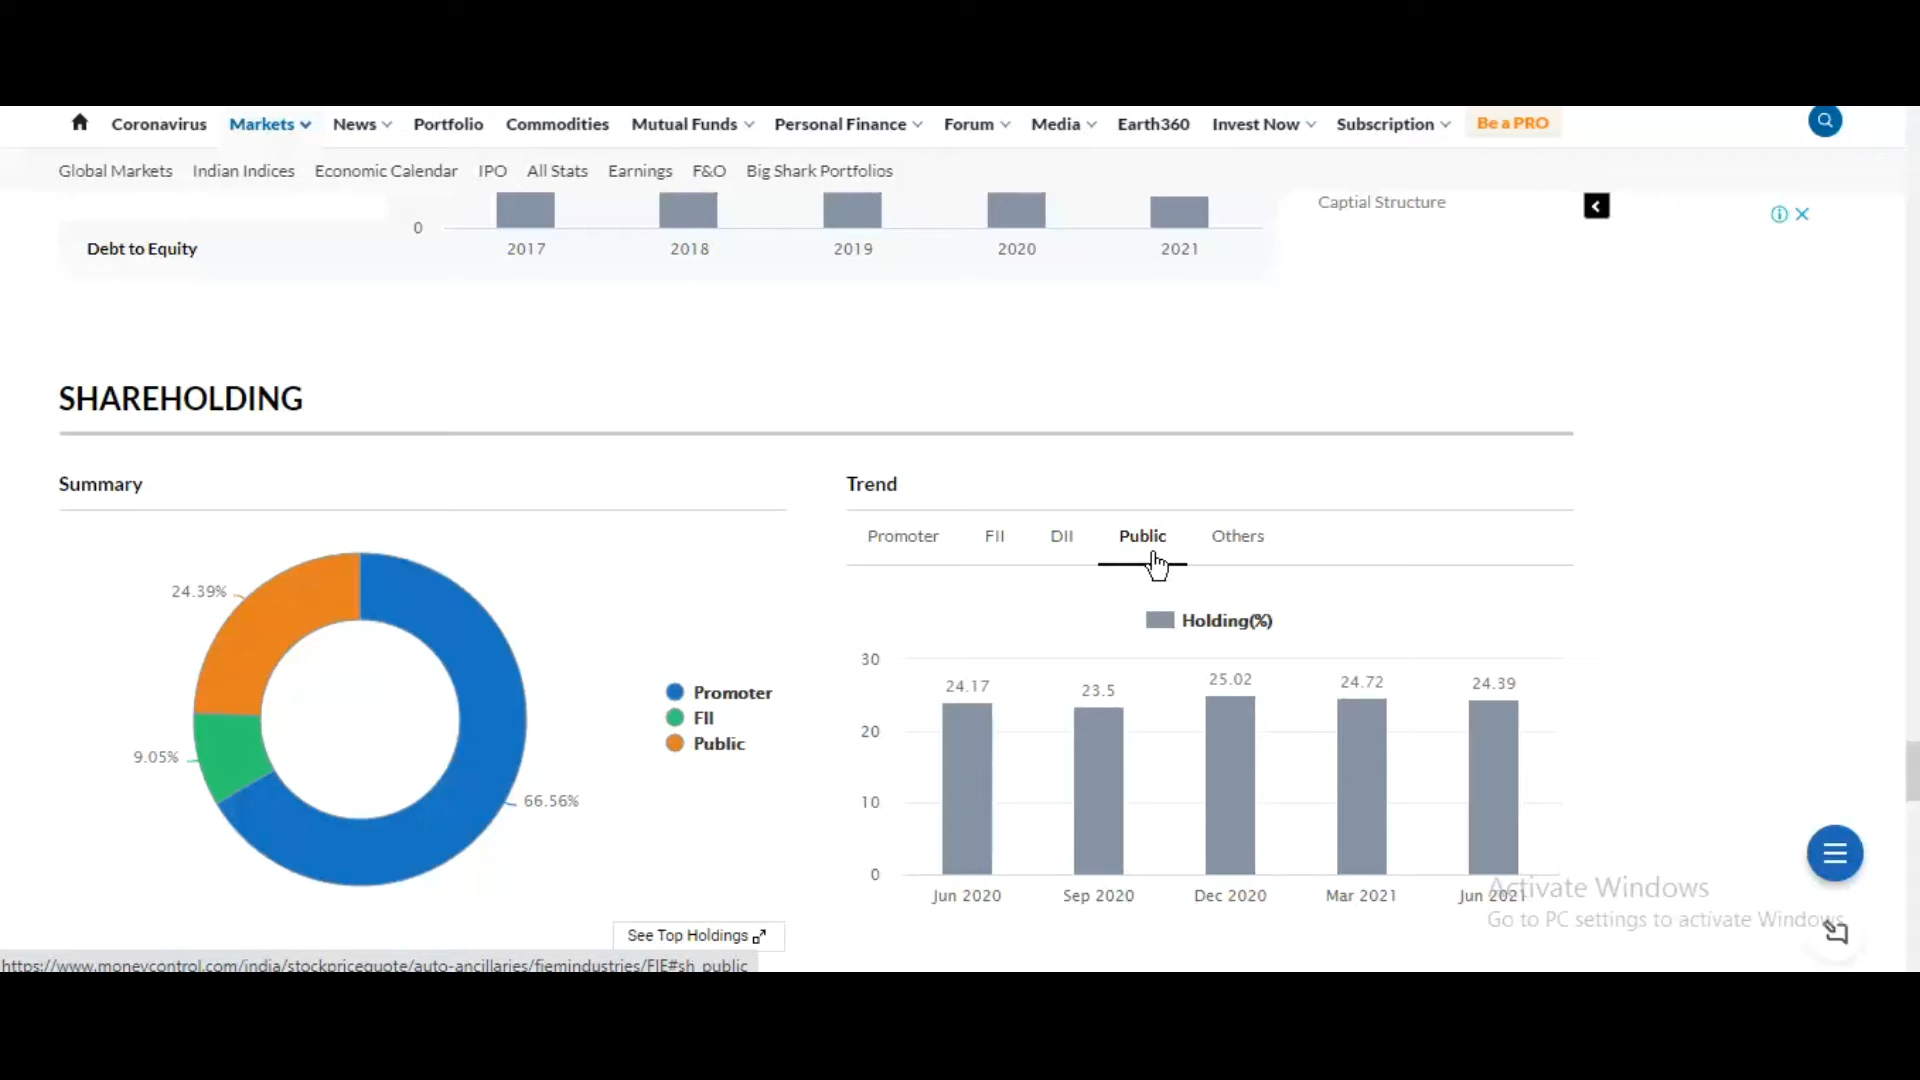 Coronavirus Markets News Portfolio Commodities Mutual Funds Personal Finance Forum Media Earth360 Invest Now Subscription Be a PRO
Global Markets Indian Indices Economic Calendar IPO All Stats Earnings F&O Big Shark Portfolios
Captial Structure
0
Debt to Equity
2017 2018 2019 2020 2021
SHAREHOLDING
Summary
24.39%
9.05%
66.56%
Promoter
FII
Public
See Top Holdings
Trend
Promoter FII DII Public Others
Holding(%)
30
20
10
0
24.17 23.5 25.02 24.72 24.39
Jun 2020 Sep 2020 Dec 2020 Mar 2021 Jun 2021
Activate Windows
Go to PC settings to activate Windows.
https://www.moneycontrol.com/india/stockpricequote/auto-ancillaries/fiemindustries/FIE#sh_public